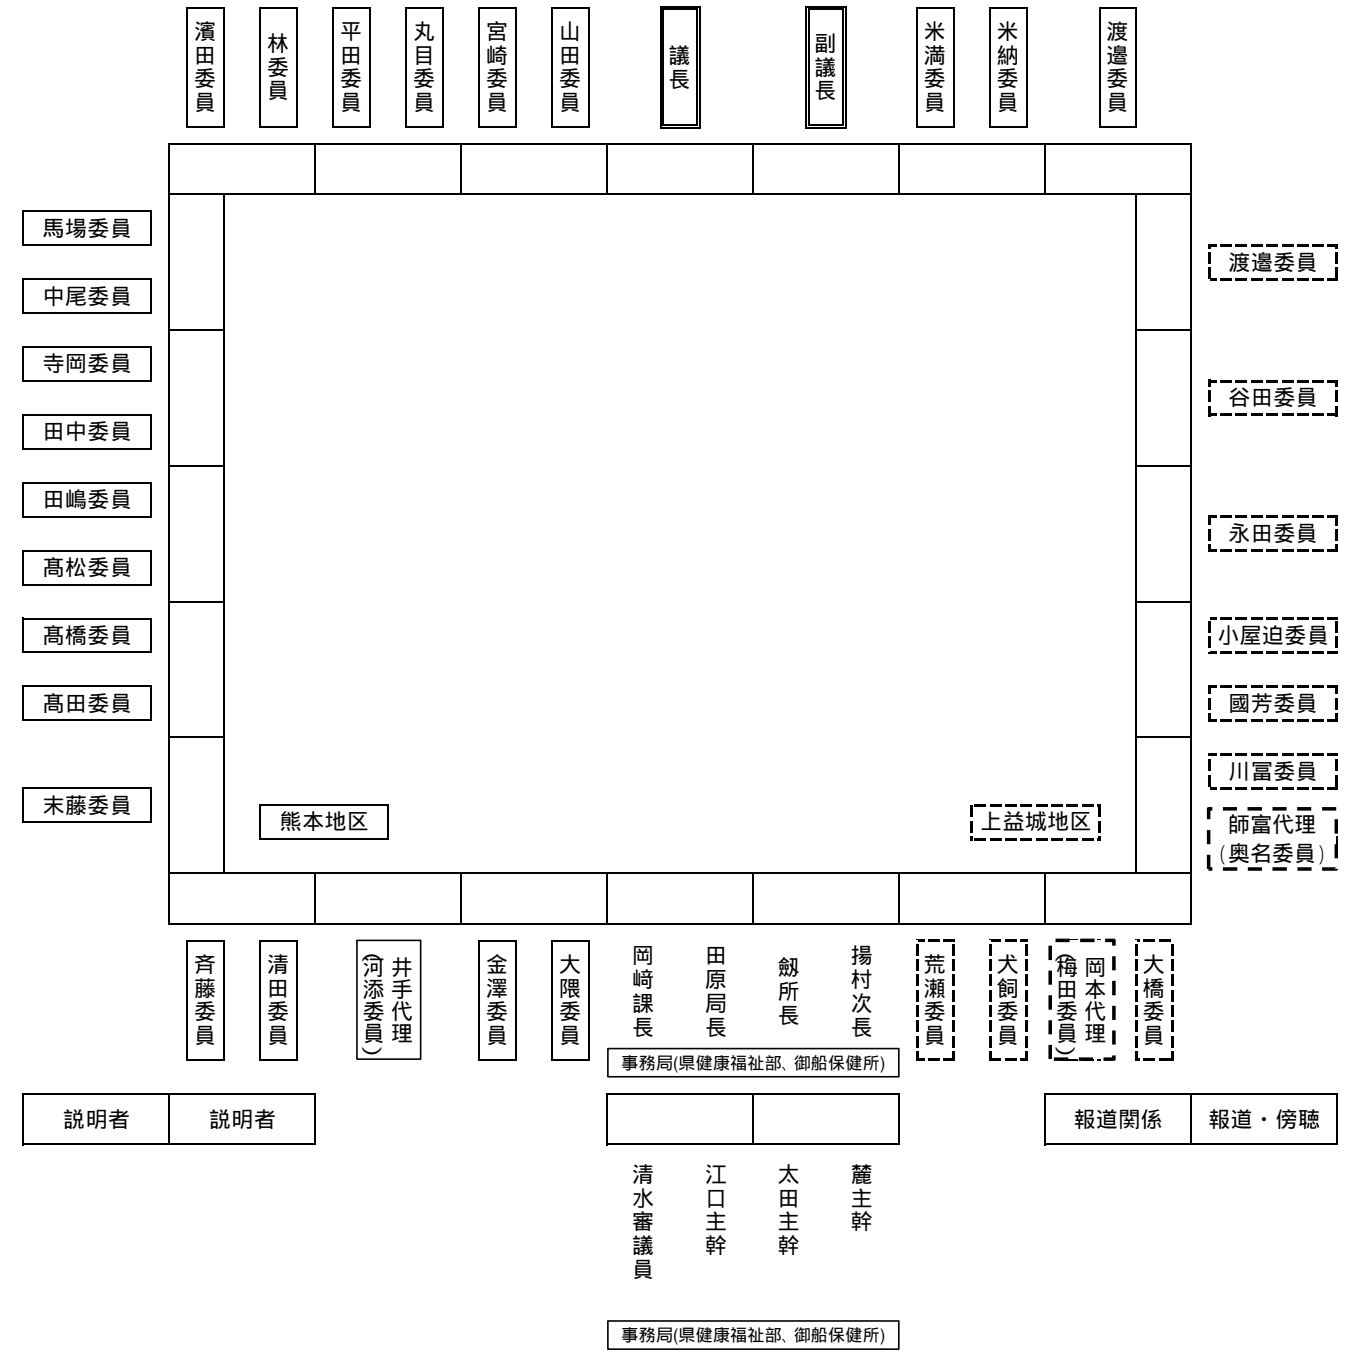 濱田委員
林委員
平田委員
丸目委員
宮崎委員
山田委員
議長
副議長
米満委員
米納委員
渡邉委員
馬場委員
中尾委員
寺岡委員
田中委員
田嶋委員
髙松委員
髙橋委員
髙田委員
末藤委員
渡邉委員
谷田委員
永田委員
小屋迫委員
國芳委員
川冨委員
師富代理
(奥名委員)
熊本地区
上益城地区
斉藤委員
清田委員
井手代理
(河添委員)
金澤委員
大隈委員
岡﨑課長
田原局長
劔所長
揚村次長
荒瀬委員
犬飼委員
岡本代理
(梅田委員)
大橋委員
事務局(県健康福祉部、御船保健所)
説明者
説明者
報道関係
報道・傍聴
清水審議員
江口主幹
太田主幹
麓主幹
事務局(県健康福祉部、御船保健所)